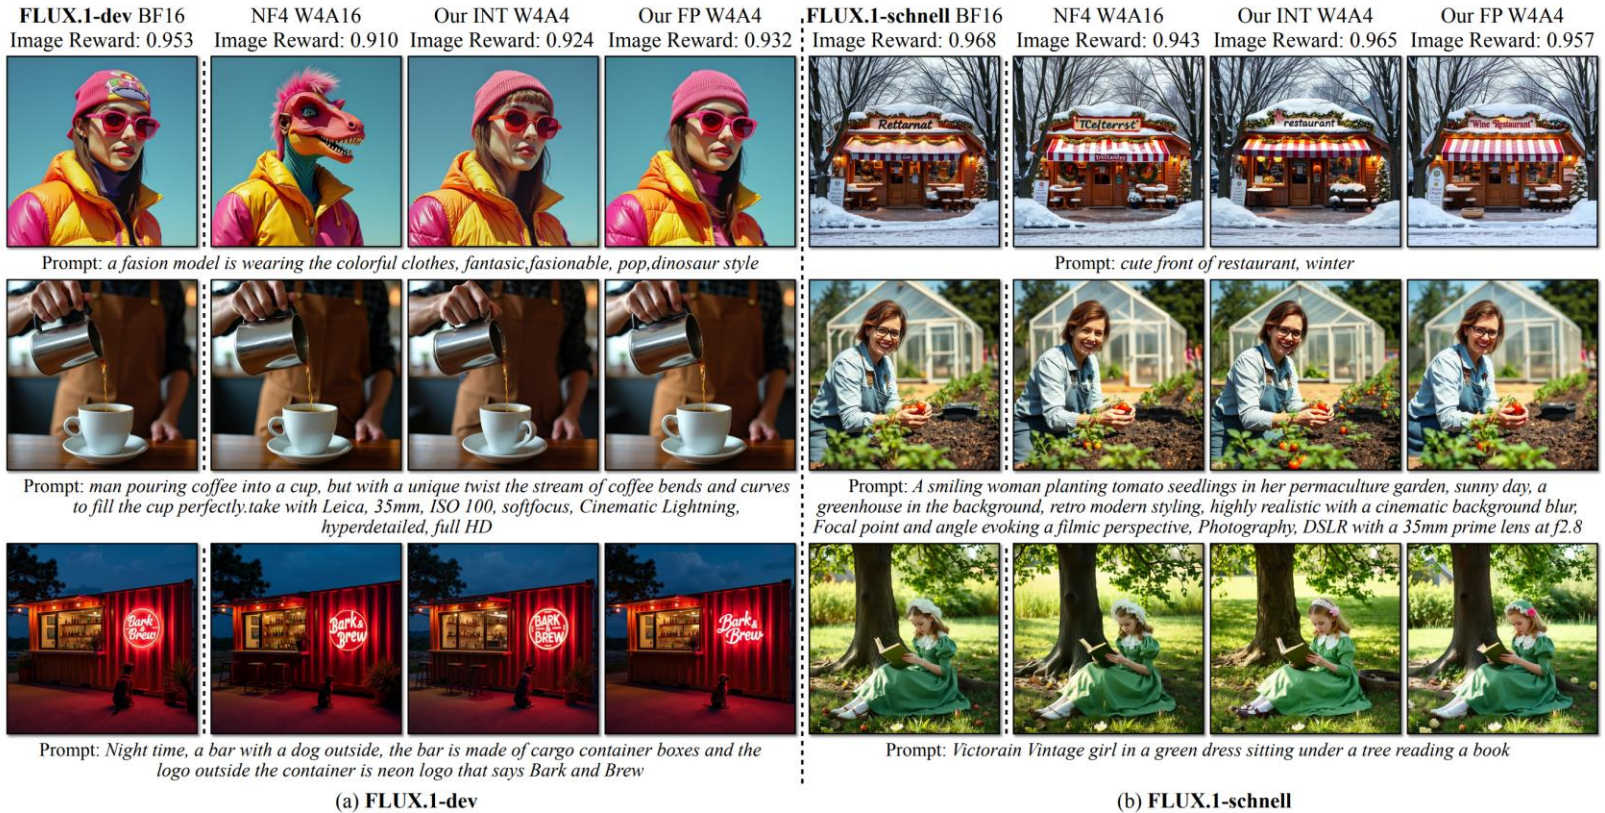 FLUX.1-dev BF16
Image Reward: 0.953
NF4 W4A16
Image Reward: 0.910
Our INT W4A4
Image Reward: 0.924
Our FP W4A4
Image Reward: 0.932
FLUX.1-schnell BF16
Image Reward: 0.968
NF4 W4A16
Image Reward: 0.943
Our INT W4A4
Image Reward: 0.965
Our FP W4A4
Image Reward: 0.957
Rettarnat
TCelterrst'
restaurant
"Wine Restaurant"
Prompt: a fasion model is wearing the colorful clothes, fantasic,fasionable, pop,dinosaur style
Prompt: cute front of restaurant, winter
Prompt: man pouring coffee into a cup, but with a unique twist the stream of coffee bends and curves
to fill the cup perfectly.take with Leica, 35mm, ISO 100, softfocus, Cinematic Lightning,
hyperdetailed, full HD
Prompt: A smiling woman planting tomato seedlings in her permaculture garden, sunny day, a
greenhouse in the background, retro modern styling, highly realistic with a cinematic background blur,
Focal point and angle evoking a filmic perspective, Photography, DSLR with a 35mm prime lens at f2.8
Bark
&
Brew
Bark &
Brew
BARK
BREW
Bark &
Brew
Prompt: Night time, a bar with a dog outside, the bar is made of cargo container boxes and the
logo outside the container is neon logo that says Bark and Brew
Prompt: Victorain Vintage girl in a green dress sitting under a tree reading a book
(a) FLUX.1-dev
(b) FLUX.1-schnell